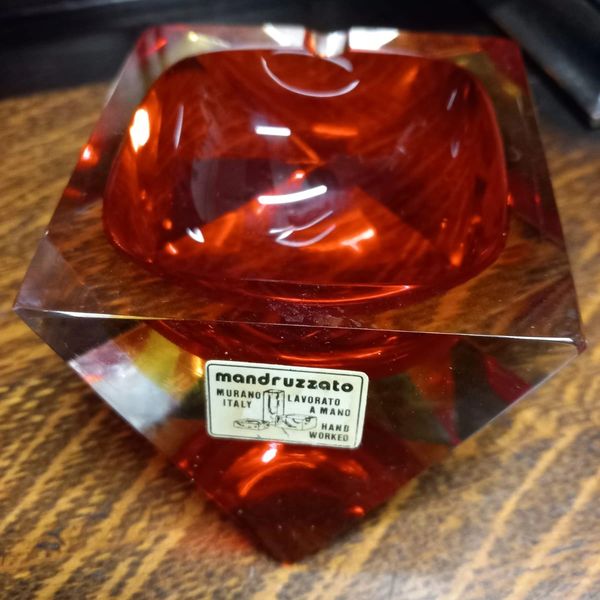 mandruzzato
MURANO LAVORATO
ITALY A MANO
HAND
WORKED